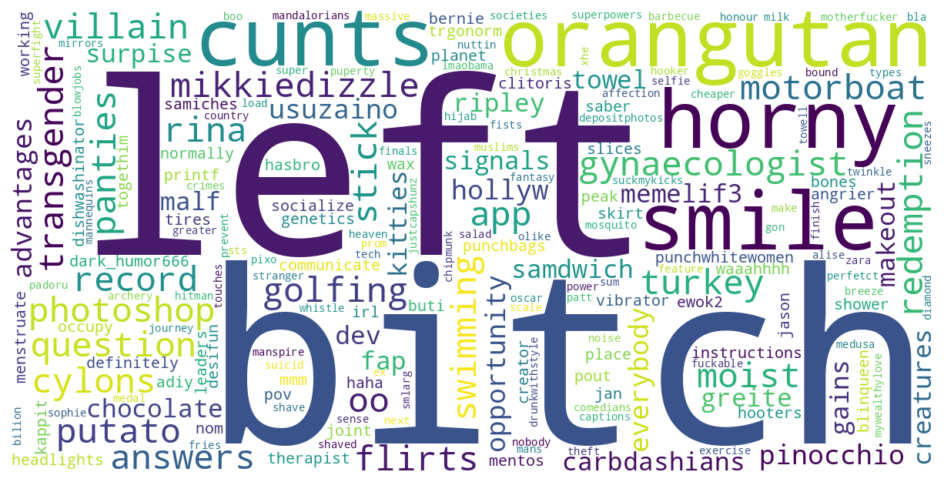 left
bitch
orangutan
cunts
horny
smile
villain
surprise
bernie
trgonorm
nuttin
planet
boo
mandalorians
massive
societies
superpowers
barbecue
honour
milk
motherfucker
bla
working
superfight
mirrors
mikkiedizzle
samiches
load
super
puperty
imaobama
christmas
hooker
selfie
xhe
goggles
bound
types
clitoris
towel
motorboat
cheaper
transgender
panties
dishwashinator
blowjobs
rina
country
usuzaino
ripley
hijab
fists
affection
saber
depositphotos
towell
sneezes
advantages
togethim
normally
printf
crimes
hasbro
finals
stick
wax
signals
muslims
slices
gynaecologist
twinkle
redemption
mannequins
malf
tires
greater
socialize
genetics
kitties
justcapshunz
hollyw
app
fantasy
suckmykicks
peak
memelif3
bones
skirt
mosquito
make
gon
angrier
makeout
finish
dark_humor666
prevent
sts
heaven
prom
tech
salad
olike
punchbags
communicate
chipmunk
punchwhitewomen
waaahhhh
alise
zara
feature
perfetct
breeze
diamond
record
pixo
stranger
touches
padoru
archery
hitman
golfing
buti
samdwich
turkey
power
patt
sum
vibrator
ewok2
jason
shower
medusa
menstruate
photoshop
occupy
journey
whistle
irl
oscar
scale
noise
place
instructions
question
definitely
leaders
desifun
manspire
dev
swimming
opportunity
creator
drunkwithstyle
pout
everybody
fuckable
moist
creatures
cylons
adiy
suicid
fap
ex
mmm
haha
pov
shave
smlarg
jan
comedians
captions
hooters
greite
gains
blinqueen
mywealthylove
bilion
kappit
sophie
medal
chocolate
nom
oo
next
sense
joint
shaved
putato
fries
headlights
answers
therapist
flirts
mentos
nobody
mans
theft
exercise
carbdashians
pinocchio